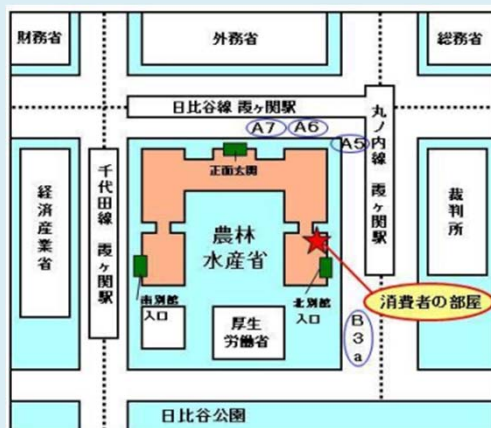 財務省
外務省
総務省
日比谷線 霞ヶ関駅
A7
A6
A5
丸ノ内線 霞ヶ関駅
千代田線 霞ヶ関駅
経済産業省
裁判所
正面玄関
農林
水産省
消費者の部屋
南別館
入口
北別館
入口
厚生
労働省
B3a
日比谷公園